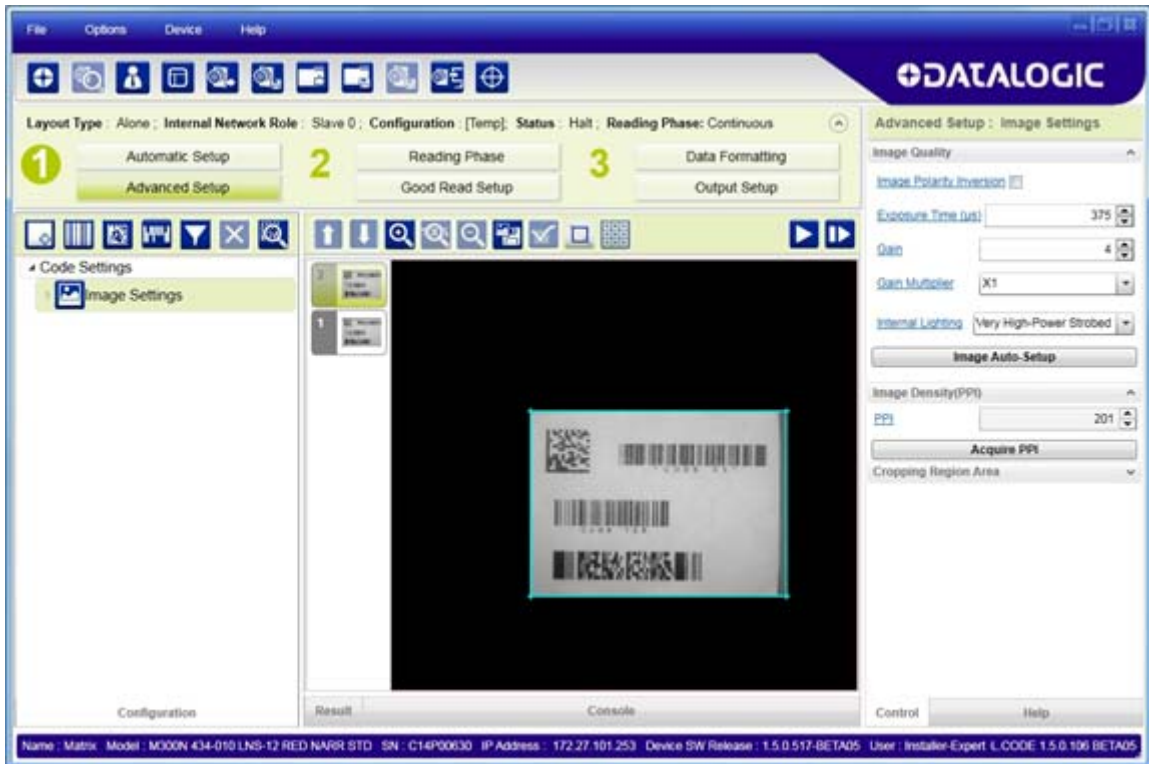 File Options Device Help
DATALOGIC
Layout Type : Alone ; Internal Network Role : Slave 0 ; Configuration : [Temp]; Status : Halt ; Reading Phase: Continuous
1 Automatic Setup 2 Reading Phase 3 Data Formatting
Advanced Setup Good Read Setup Output Setup
Code Settings
Image Settings
2
1
CODE 128
Configuration
Result Console
Advanced Setup : Image Settings
Image Quality
Image Polarity Inversion
Exposure Time (µs) 375
Gain 4
Gain Multiplier X1
Internal Lighting Very High-Power Strobed
Image Auto-Setup
Image Density(PPI)
PPI 201
Acquire PPI
Cropping Region Area
Control Help
Name : Matrix Model : M300N 434-010 LNS-12 RED NARR STD SN : C14P00630 IP Address : 172.27.101.253 Device SW Release : 1.5.0.517-BETA05 User : Installer-Expert L.CODE 1.5.0.106 BETA05